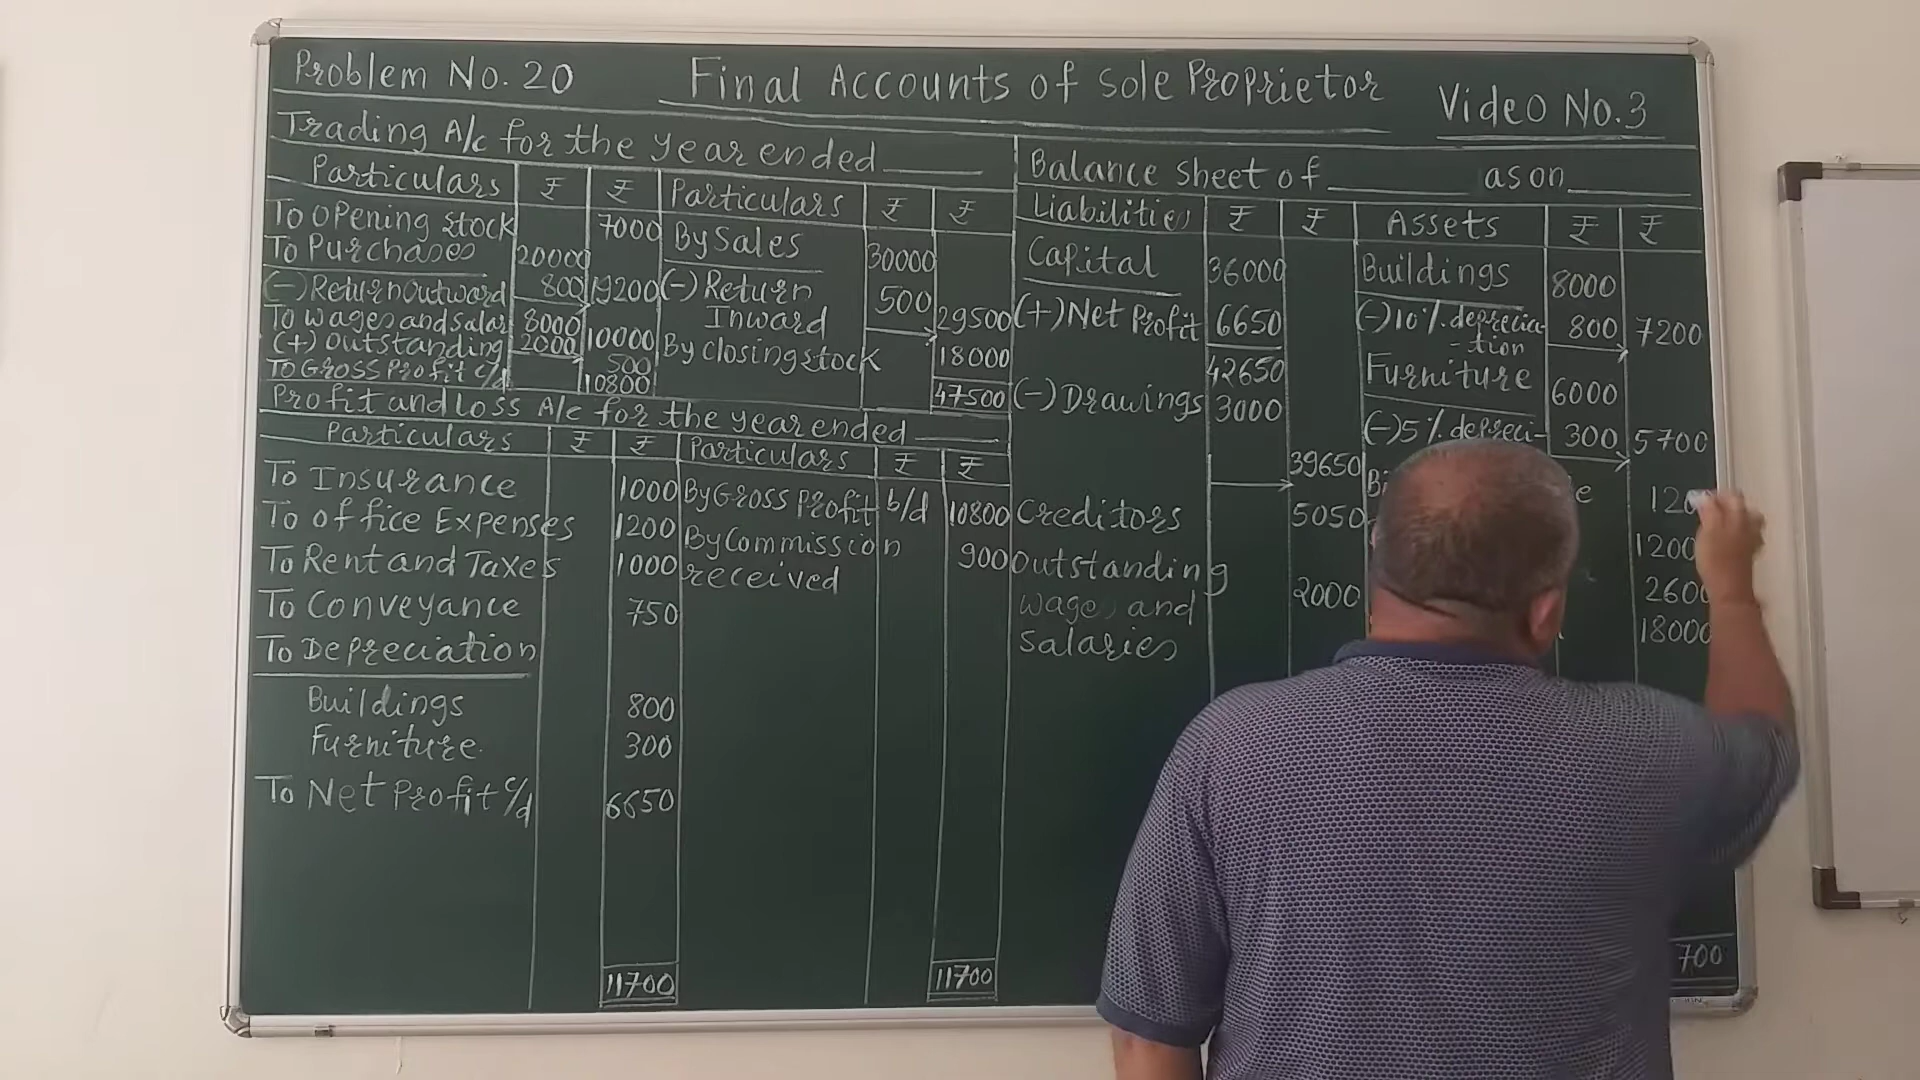 Problem No. 20 Final Accounts of Sole Proprietor Video No.3
Trading A/c for the year ended
Particulars ₹ ₹ Particulars ₹ ₹
To Opening Stock 7000 By Sales 30000
To Purchases 20000
(-) Return Outward 800 19200 (-) Return Inward 500 29500
To Wages and Salar 8000
(+) Outstanding 2000 10000 By Closing Stock 18000
500
To Gross Profit c/d 10800
47500
Profit and Loss A/c for the year ended
Particulars ₹ ₹ Particulars ₹ ₹
To Insurance 1000 By Gross Profit b/d 10800
To Office Expenses 1200 By Commission
To Rent and Taxes 1000 received 900
To Conveyance 750
To Depreciation
Buildings 800
Furniture 300
To Net Profit c/d 6650
11700 11700
Balance Sheet of as on
Liabilities ₹ ₹ Assets ₹ ₹
Capital 36000 Buildings 8000
(+) Net Profit 6650 (-) 10%. deprecia- 800 7200
-tion
42650 Furniture 6000
(-) Drawings 3000
(-) 5%. depreci- 300 5700
39650
Creditors 5050
Outstanding 1200
wages and 2000 2600
Salaries 18000
700